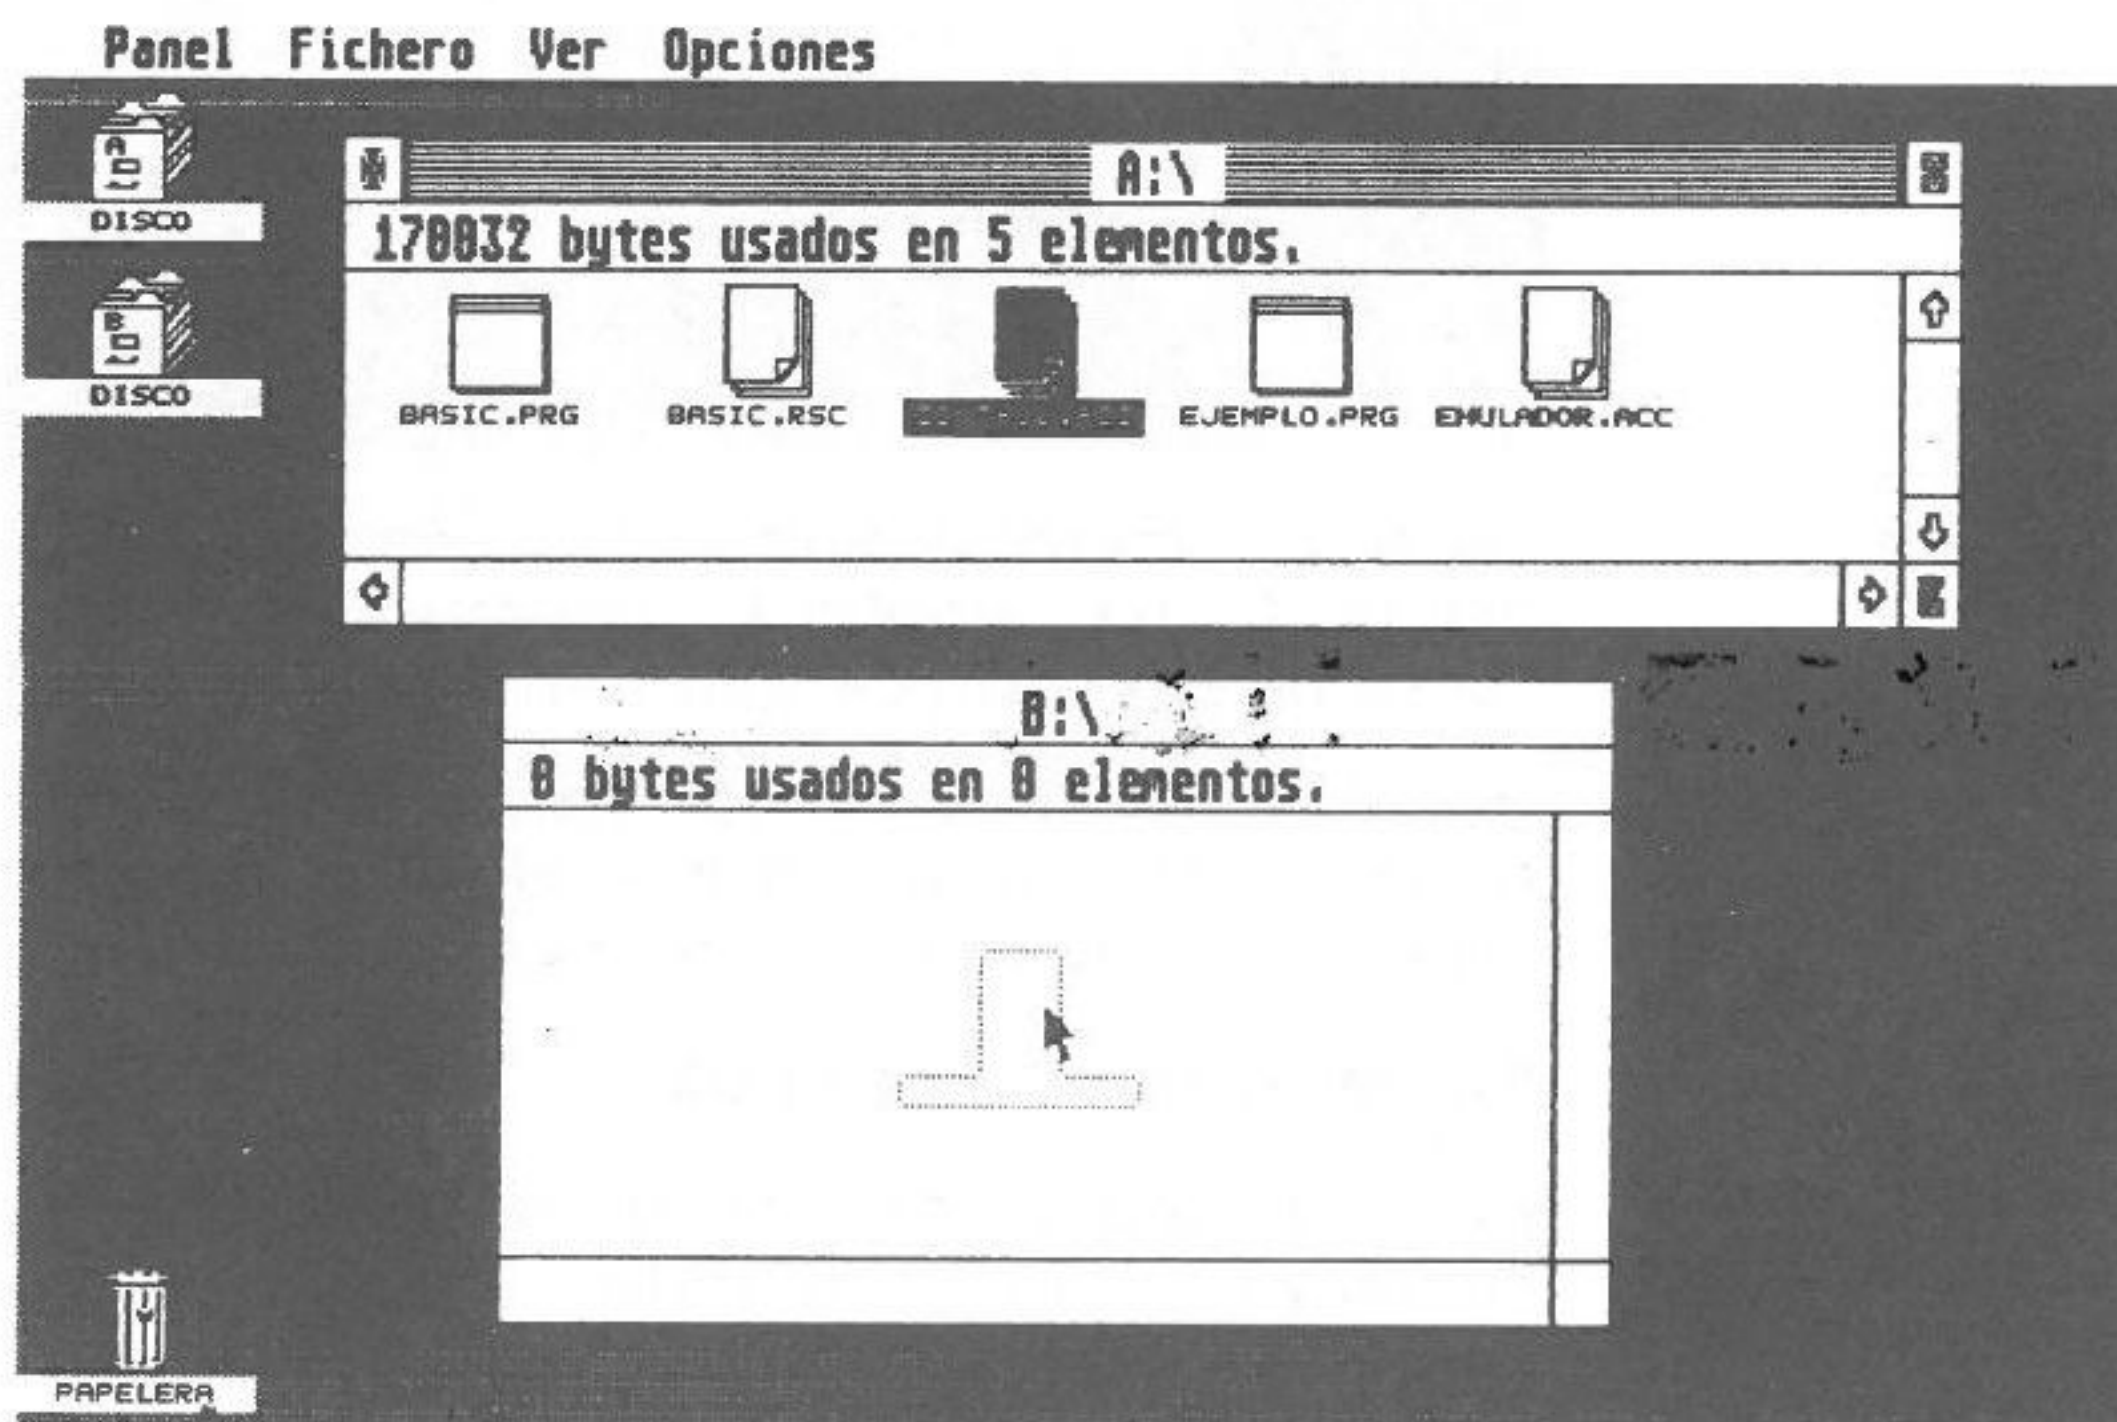 Panel Fichero Ver Opciones
A
DISCO
A:\
170032 bytes usados en 5 elementos.
B
DISCO
BASIC.PRG BASIC.RSC EJEMPLO.PRG EMULADOR.ACC
B:\
0 bytes usados en 0 elementos.
PAPELERA